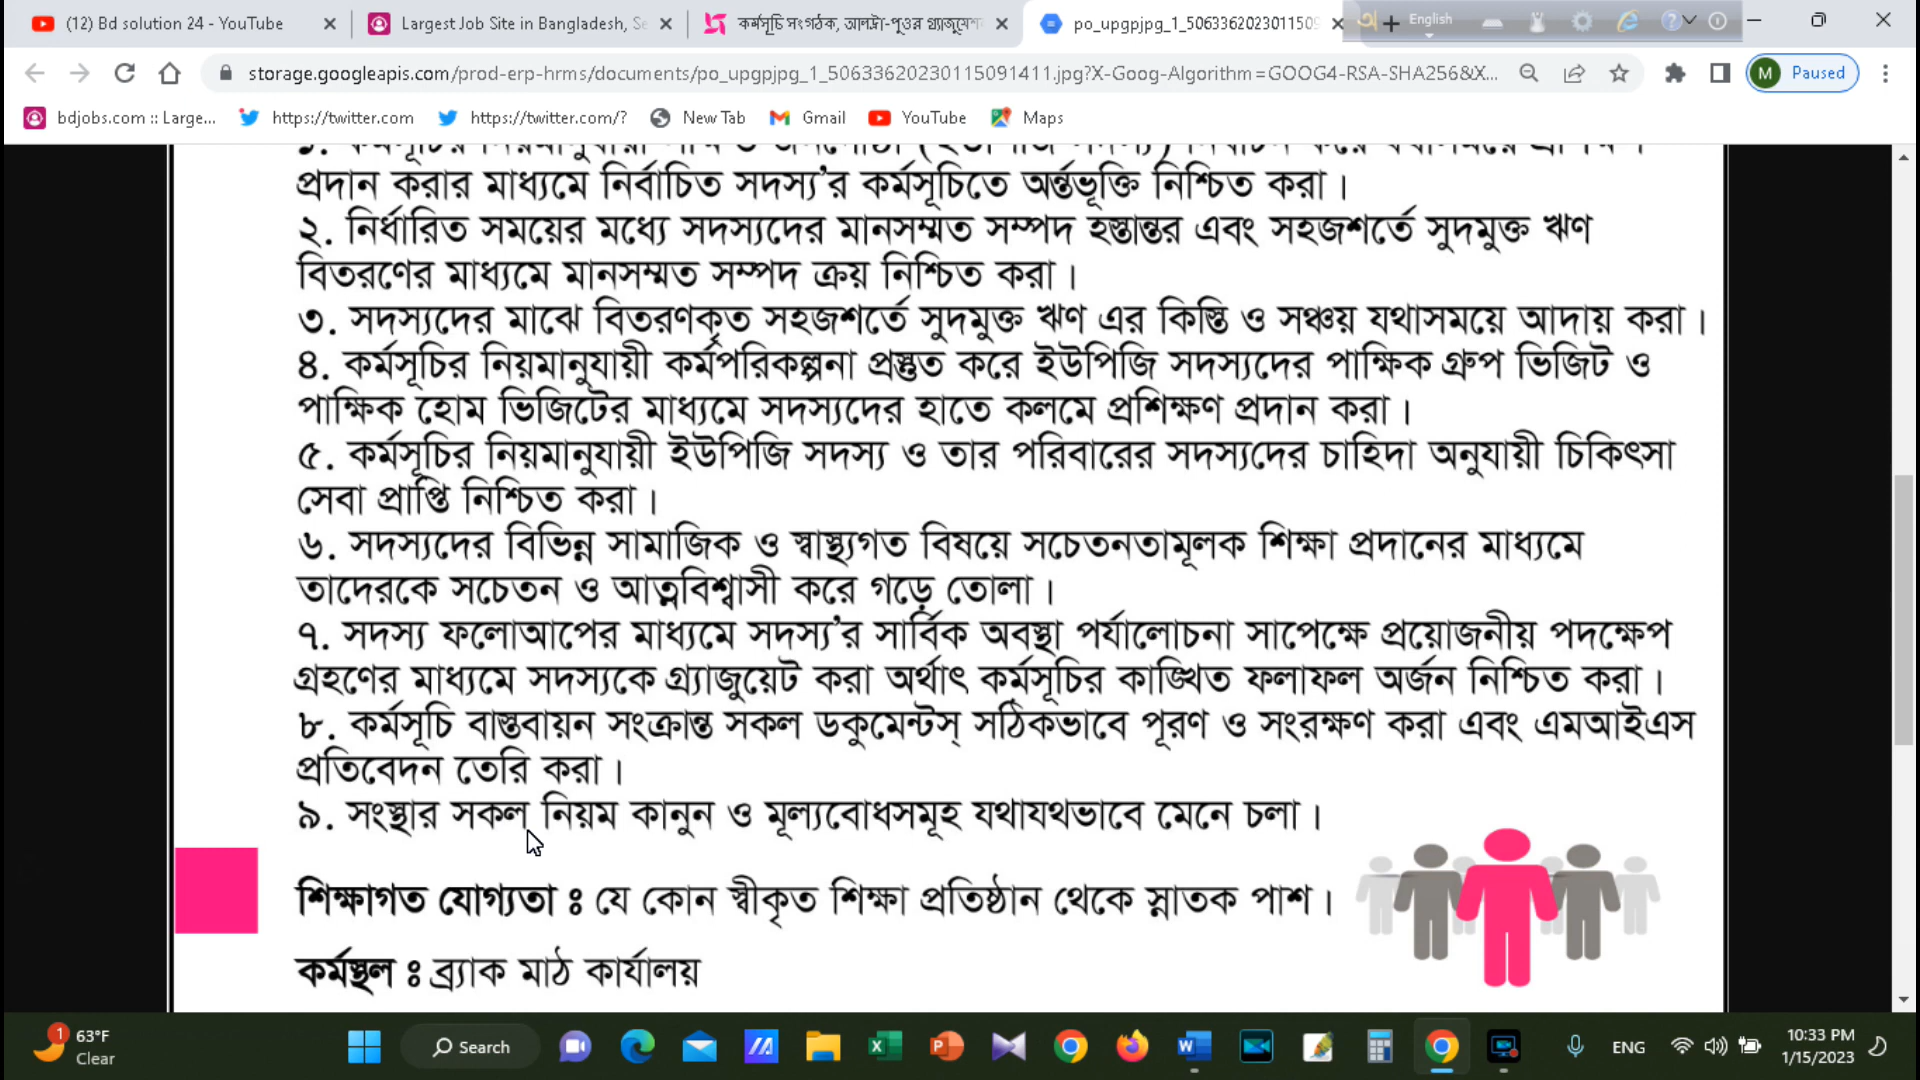 (12) Bd solution 24 - YouTube
Largest Job Site in Bangladesh, Se
কর্মসূচি সংগঠক, আলট্রা-পুওর গ্র্যাজুয়েশন
po_upgpjpg_1_5063362023011509
English
storage.googleapis.com/prod-erp-hrms/documents/po_upgpjpg_1_50633620230115091411.jpg?X-Goog-Algorithm=GOOG4-RSA-SHA256&X...
M Paused
bdjobs.com :: Large...
https://twitter.com
https://twitter.com/?
New Tab
Gmail
YouTube
Maps
প্রদান করার মাধ্যমে নির্বাচিত সদস্য'র কর্মসূচিতে অর্ন্তভূক্তি নিশ্চিত করা।
২. নির্ধারিত সময়ের মধ্যে সদস্যদের মানসম্মত সম্পদ হস্তান্তর এবং সহজশর্তে সুদমুক্ত ঋণ
বিতরণের মাধ্যমে মানসম্মত সম্পদ ক্রয় নিশ্চিত করা।
৩. সদস্যদের মাঝে বিতরণকৃত সহজশর্তে সুদমুক্ত ঋণ এর কিস্তি ও সঞ্চয় যথাসময়ে আদায় করা।
৪. কর্মসূচির নিয়মানুযায়ী কর্মপরিকল্পনা প্রস্তুত করে ইউপিজি সদস্যদের পাক্ষিক গ্রুপ ভিজিট ও
পাক্ষিক হোম ভিজিটের মাধ্যমে সদস্যদের হাতে কলমে প্রশিক্ষণ প্রদান করা।
৫. কর্মসূচির নিয়মানুযায়ী ইউপিজি সদস্য ও তার পরিবারের সদস্যদের চাহিদা অনুযায়ী চিকিৎসা
সেবা প্রাপ্তি নিশ্চিত করা।
৬. সদস্যদের বিভিন্ন সামাজিক ও স্বাস্থ্যগত বিষয়ে সচেতনতামূলক শিক্ষা প্রদানের মাধ্যমে
তাদেরকে সচেতন ও আত্নবিশ্বাসী করে গড়ে তোলা।
৭. সদস্য ফলোআপের মাধ্যমে সদস্য'র সার্বিক অবস্থা পর্যালোচনা সাপেক্ষে প্রয়োজনীয় পদক্ষেপ
গ্রহণের মাধ্যমে সদস্যকে গ্র্যাজুয়েট করা অর্থাৎ কর্মসূচির কাঙ্খিত ফলাফল অর্জন নিশ্চিত করা।
৮. কর্মসূচি বাস্তবায়ন সংক্রান্ত সকল ডকুমেন্টস্ সঠিকভাবে পূরণ ও সংরক্ষণ করা এবং এমআইএস
প্রতিবেদন তেরি করা।
৯. সংস্থার সকল নিয়ম কানুন ও মূল্যবোধসমূহ যথাযথভাবে মেনে চলা।
শিক্ষাগত যোগ্যতা ঃ যে কোন স্বীকৃত শিক্ষা প্রতিষ্ঠান থেকে স্নাতক পাশ।
কর্মস্থল ঃ ব্র্যাক মাঠ কার্যালয়
1
63°F
Clear
Search
ENG
10:33 PM
1/15/2023